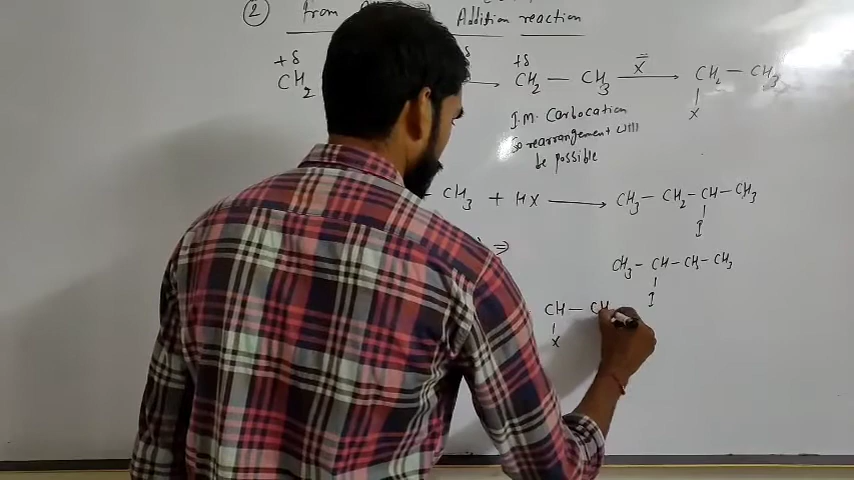 ② from Addition reaction
+δ δ +δ X̄
CH2 ⟶ CH2 — CH3 ⟶ CH2 — CH3
|
X
I.M. Carbocation
So rearrangement will
be possible
CH3 + HX ⟶ CH3 — CH2 — CH — CH3
|
I
⇒
CH3 — CH — CH2 — CH3
|
I
CH — CH
|
X